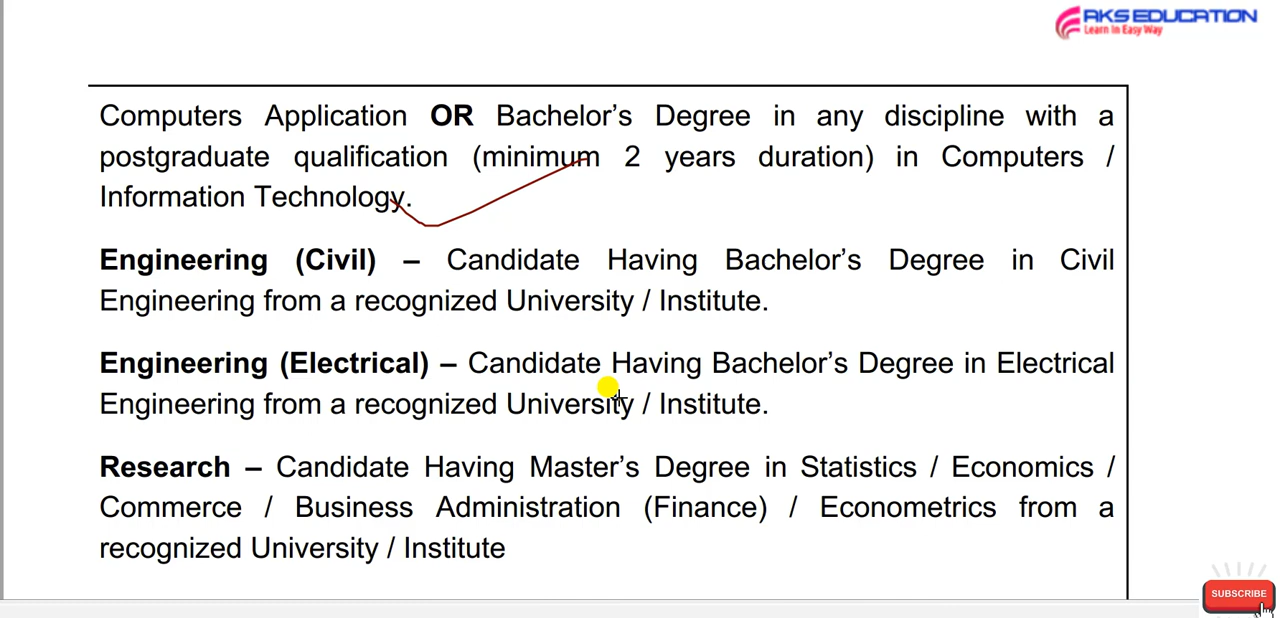 AKS EDUCATION
Learn In Easy Way
Computers Application OR Bachelor’s Degree in any discipline with a
postgraduate qualification (minimum 2 years duration) in Computers /
Information Technology.
Engineering (Civil) – Candidate Having Bachelor’s Degree in Civil
Engineering from a recognized University / Institute.
Engineering (Electrical) – Candidate Having Bachelor’s Degree in Electrical
Engineering from a recognized University / Institute.
Research – Candidate Having Master’s Degree in Statistics / Economics /
Commerce / Business Administration (Finance) / Econometrics from a
recognized University / Institute
SUBSCRIBE